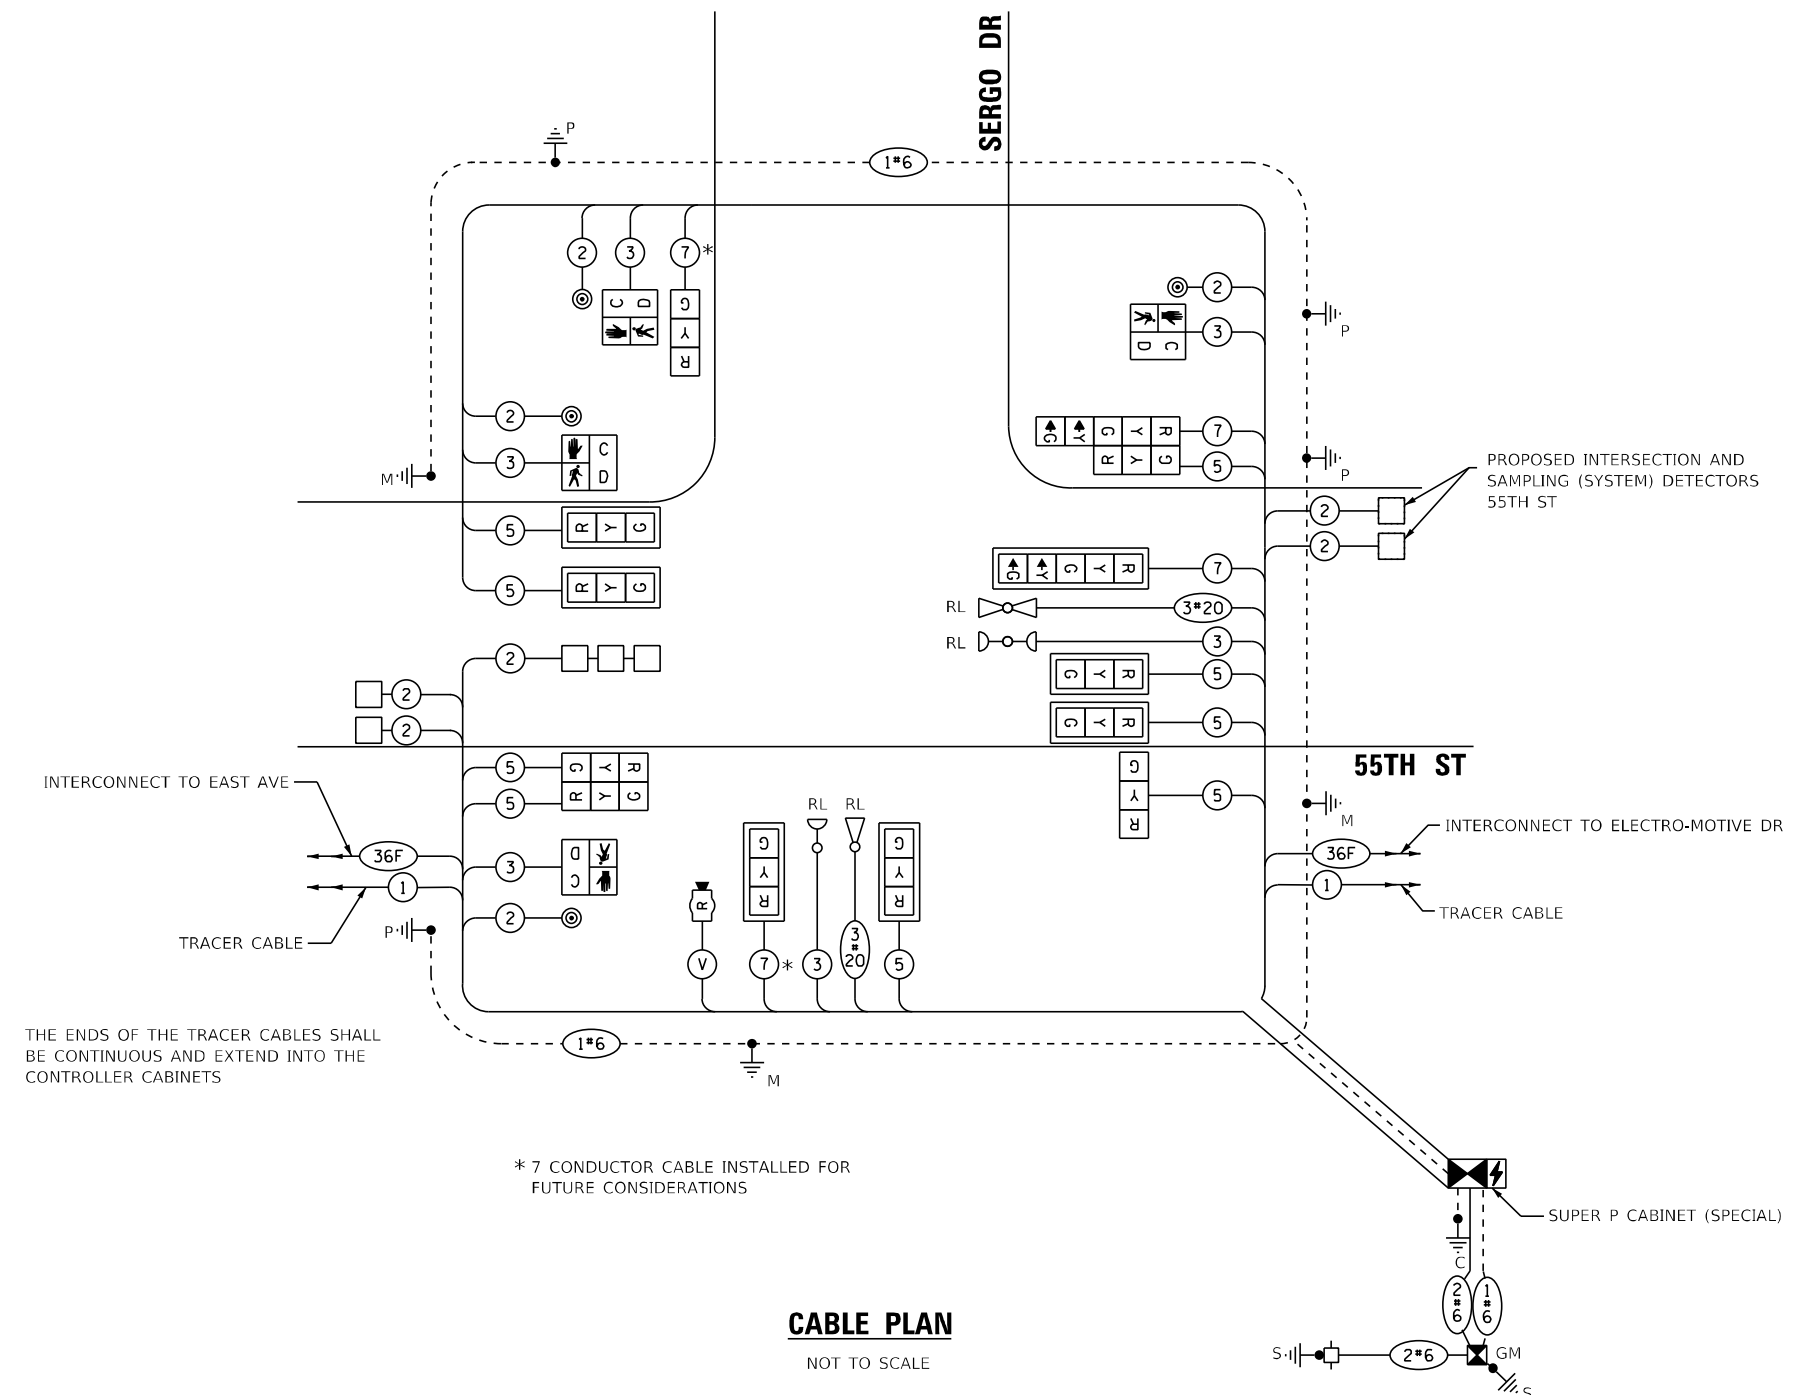 SERGO DR
P
1#6
2
3
7
*
C D
G
Y
R
2
3
D C
P
2
3
C
D
M
7
5
G Y G Y R
R Y G
P
PROPOSED INTERSECTION AND
SAMPLING (SYSTEM) DETECTORS
55TH ST
2
2
5
R Y G
5
R Y G
7
G Y G Y R
RL
3#20
RL
3
2
5
G Y R
2
2
5
G Y R
55TH ST
5
G Y R
5
R Y G
G
Y
R
5
INTERCONNECT TO EAST AVE
M
INTERCONNECT TO ELECTRO-MOTIVE DR
36F
1
TRACER CABLE
36F
1
TRACER CABLE
3
D
C
2
P
R
V
G
Y
R
7
*
RL
3
RL
3
#
20
G
Y
R
5
THE ENDS OF THE TRACER CABLES SHALL
BE CONTINUOUS AND EXTEND INTO THE
CONTROLLER CABINETS
1#6
M
* 7 CONDUCTOR CABLE INSTALLED FOR
FUTURE CONSIDERATIONS
SUPER P CABINET (SPECIAL)
C
2
#
6
1
#
6
CABLE PLAN
NOT TO SCALE
S
2#6
GM
S